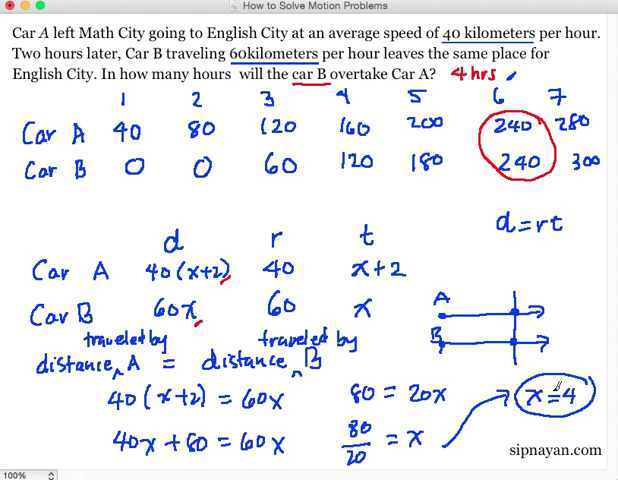 How to Solve Motion Problems
Car A left Math City going to English City at an average speed of 40 kilometers per hour.
Two hours later, Car B traveling 60kilometers per hour leaves the same place for
English City. In how many hours will the car B overtake Car A? 4 hrs
1 2 3 4 5 6 7
Car A 40 80 120 160 200 240 280
Car B 0 0 60 120 180 240 300
d=rt
d r t
Car A 40(x+2) 40 x+2
Car B 60x 60 x
A
B
traveled by traveled by
distance ^ A = distance ^ B
40(x+2) = 60x 80 = 20x x=4
40x+80=60x 80/20 = x
sipnayan.com
100%